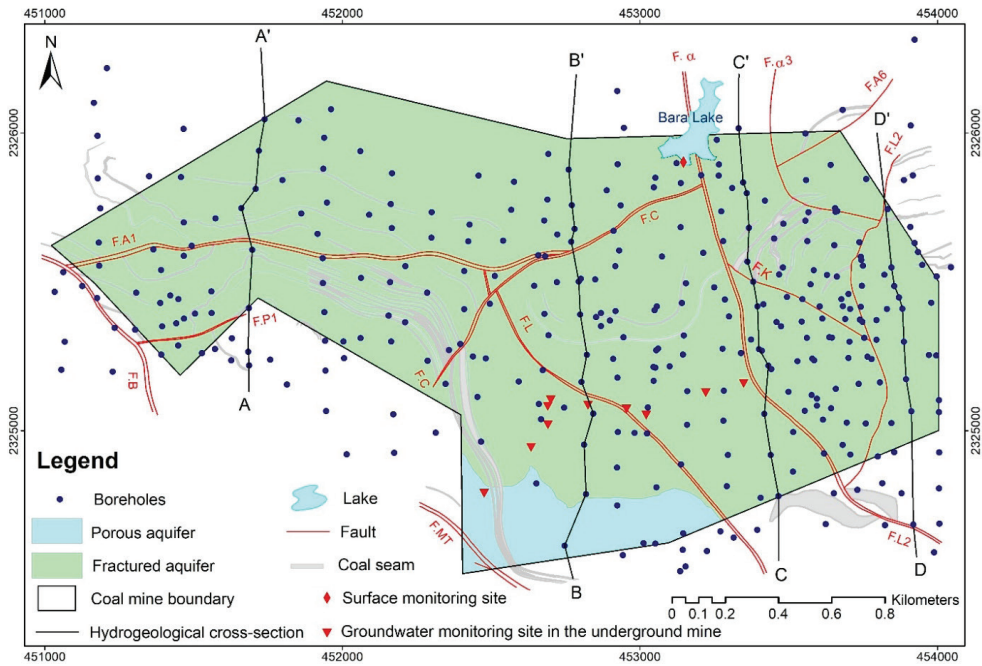 451000 452000 453000 454000
N
A'
B'
F. α
C'
F.α3
F.A6
Bara Lake
D'
F.L2
2326000
2326000
F.C
F.A1
F.K
F.P1
F.L
F.B
F.C
A
2325000
2325000
Legend
Boreholes
Lake
Porous aquifer
Fault
Fractured aquifer
Coal seam
Coal mine boundary
Surface monitoring site
Hydrogeological cross-section
Groundwater monitoring site in the underground mine
F.MT
B
C
F.L2
D
Kilometers
0 0.1 0.2 0.4 0.6 0.8
451000 452000 453000 454000